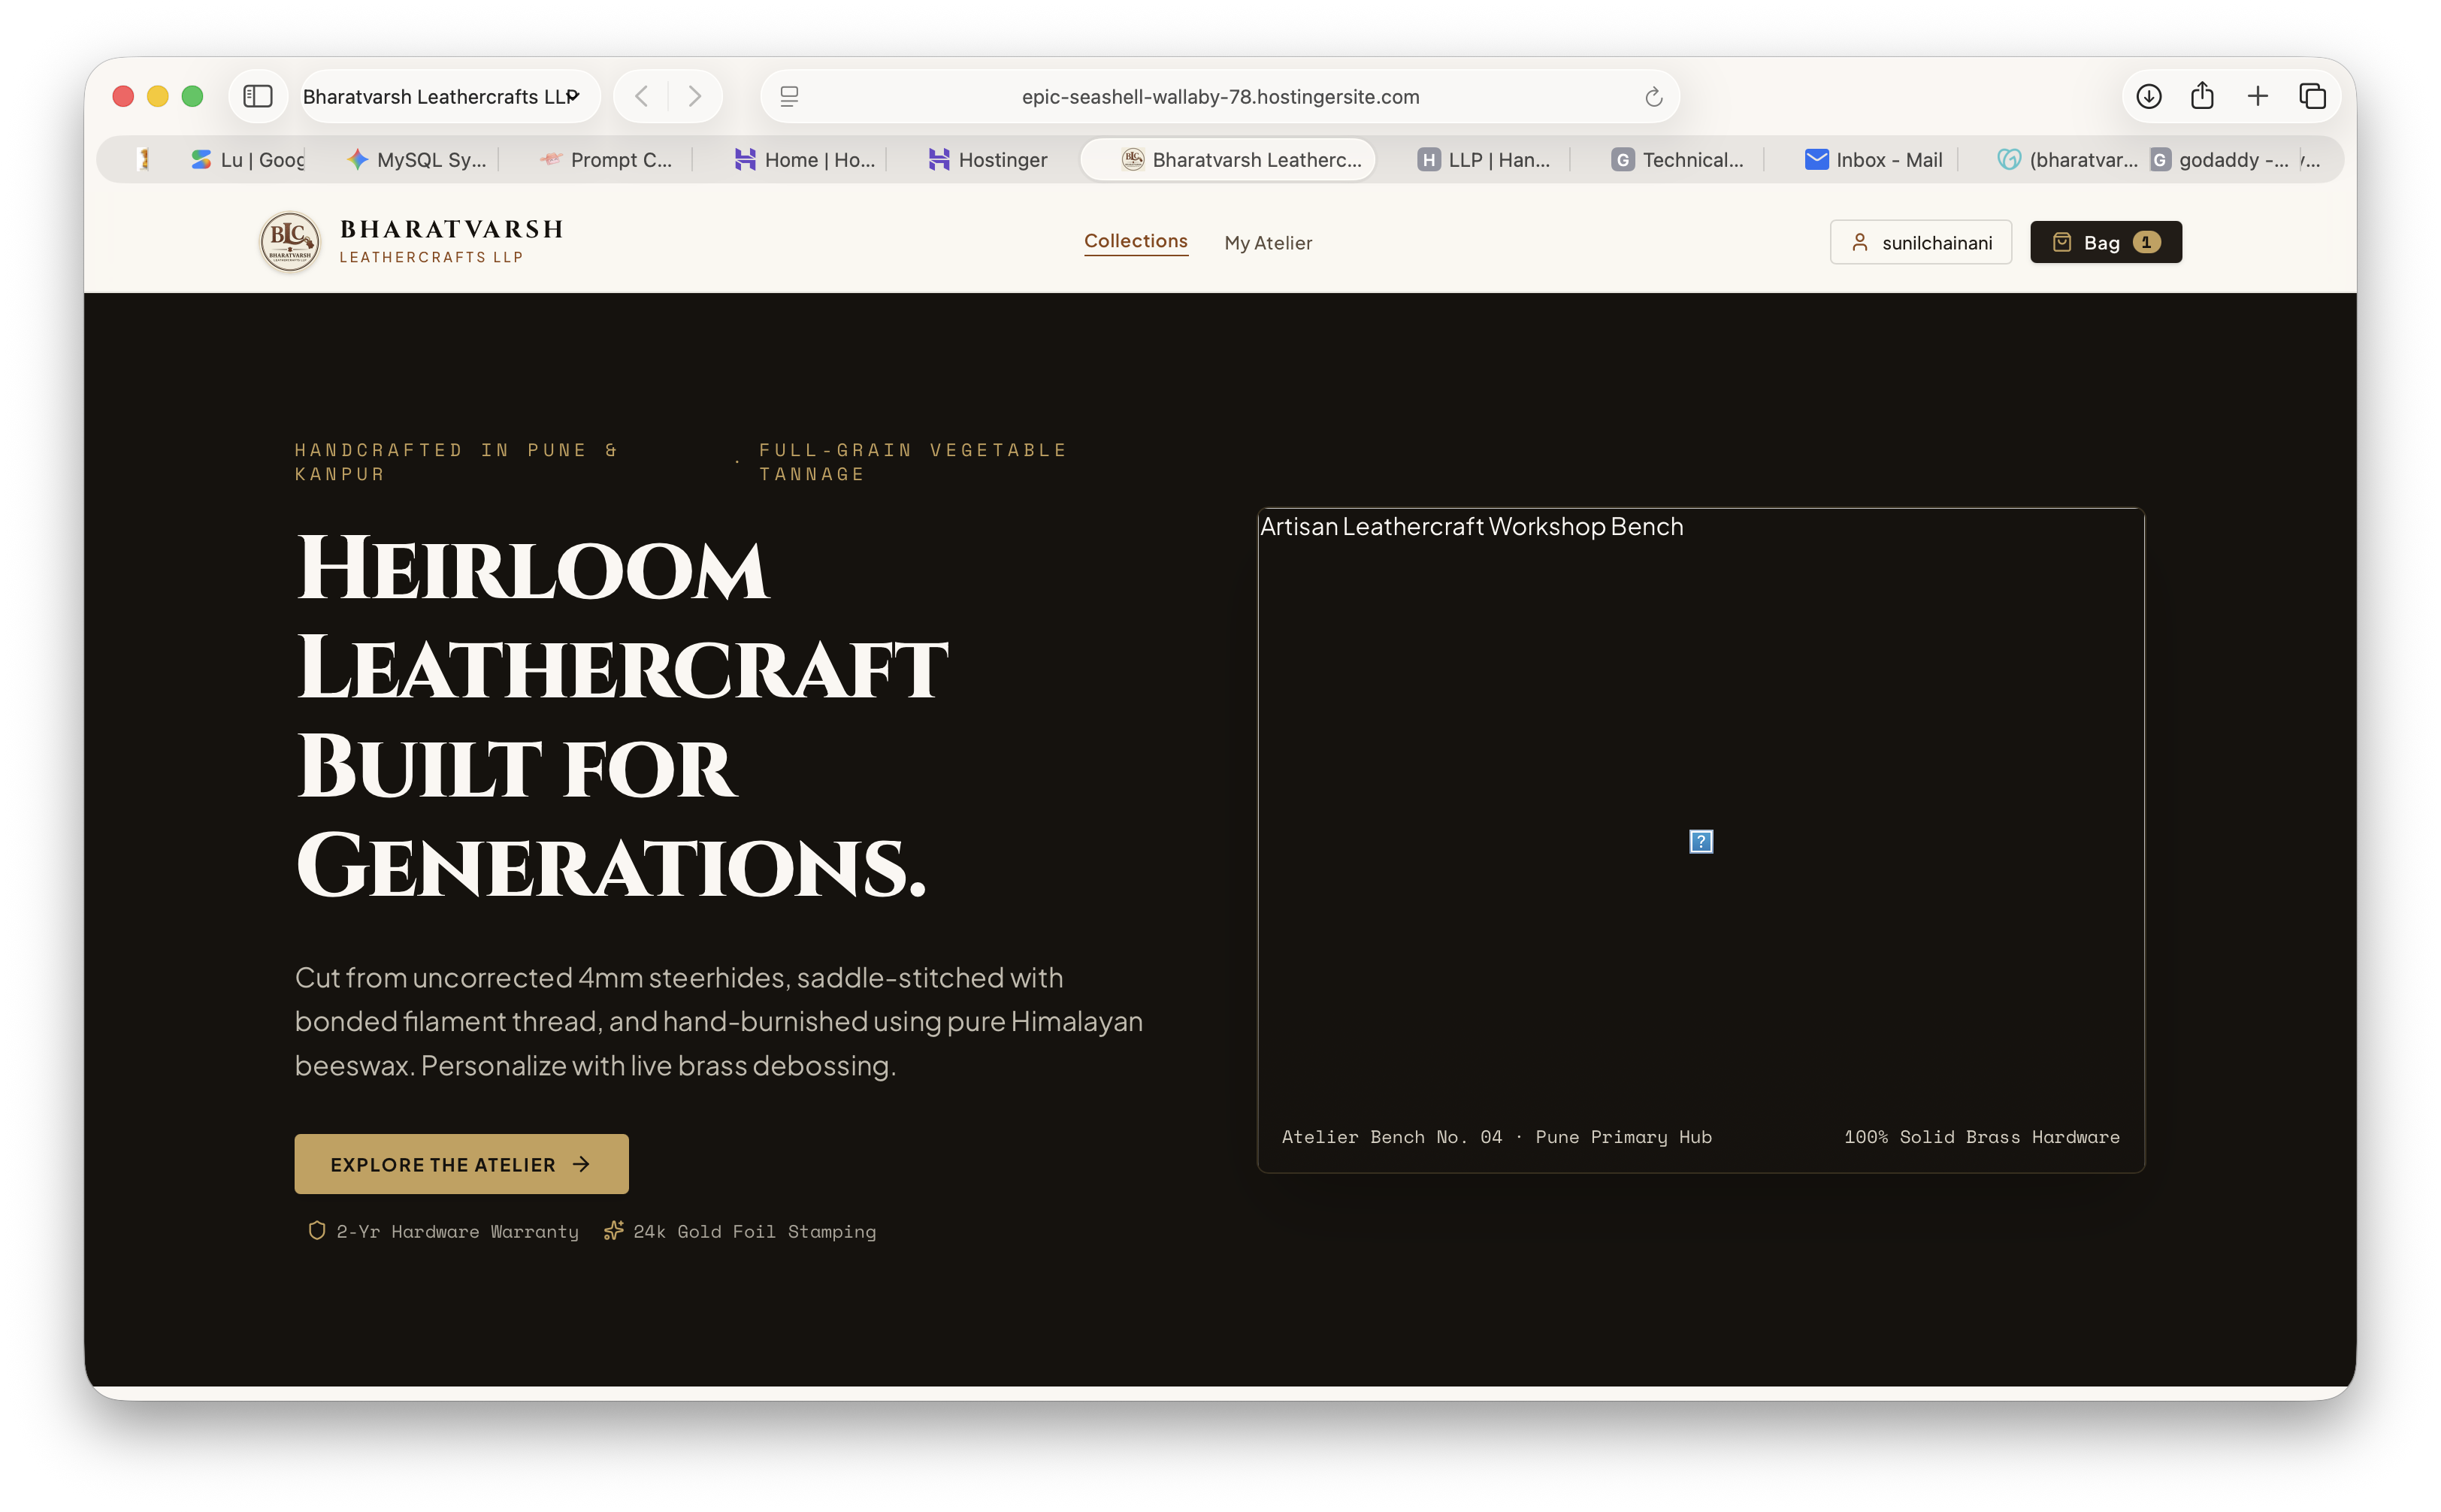 Bharatvarsh Leathercrafts LLP
epic-seashell-wallaby-78.hostingersite.com
Lu | Goog
MySQL Sy...
Prompt C...
Home | Ho...
Hostinger
Bharatvarsh Leatherc...
H
LLP | Han...
G
Technical...
Inbox - Mail
(bharatvar...
G
godaddy -...
BLC
BHARATVARSH
BHARATVARSH
LEATHERCRAFTS LLP
Collections
My Atelier
sunilchainani
Bag
1
HANDCRAFTED IN PUNE &
KANPUR
·
FULL-GRAIN VEGETABLE
TANNAGE
HEIRLOOM
LEATHERCRAFT
BUILT FOR
GENERATIONS.
Cut from uncorrected 4mm steerhides, saddle-stitched with
bonded filament thread, and hand-burnished using pure Himalayan
beeswax. Personalize with live brass debossing.
EXPLORE THE ATELIER →
2-Yr Hardware Warranty
24k Gold Foil Stamping
Artisan Leathercraft Workshop Bench
?
Atelier Bench No. 04 · Pune Primary Hub
100% Solid Brass Hardware